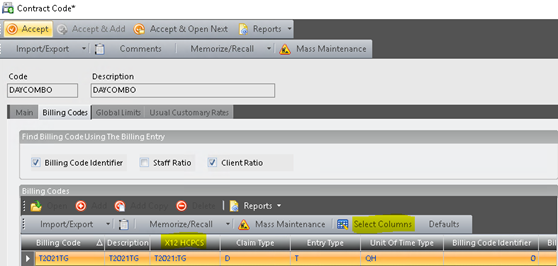 Contract Code*
Accept Accept & Add Accept & Open Next Reports
Import/Export Comments Memorize/Recall Mass Maintenance
Code Description
DAYCOMBO DAYCOMBO
Main Billing Codes Global Limits Usual Customary Rates
Find Billing Code Using The Billing Entry
Billing Code Identifier Staff Ratio Client Ratio
Billing Codes
Open Add Add Copy Delete Reports
Import/Export Memorize/Recall Mass Maintenance Select Columns Defaults
Billing Code Description X12 HCPCS Claim Type Entry Type Unit Of Time Type Billing Code Identifier Bil
T2021TG T2021TG T2021:TG D T QH 0